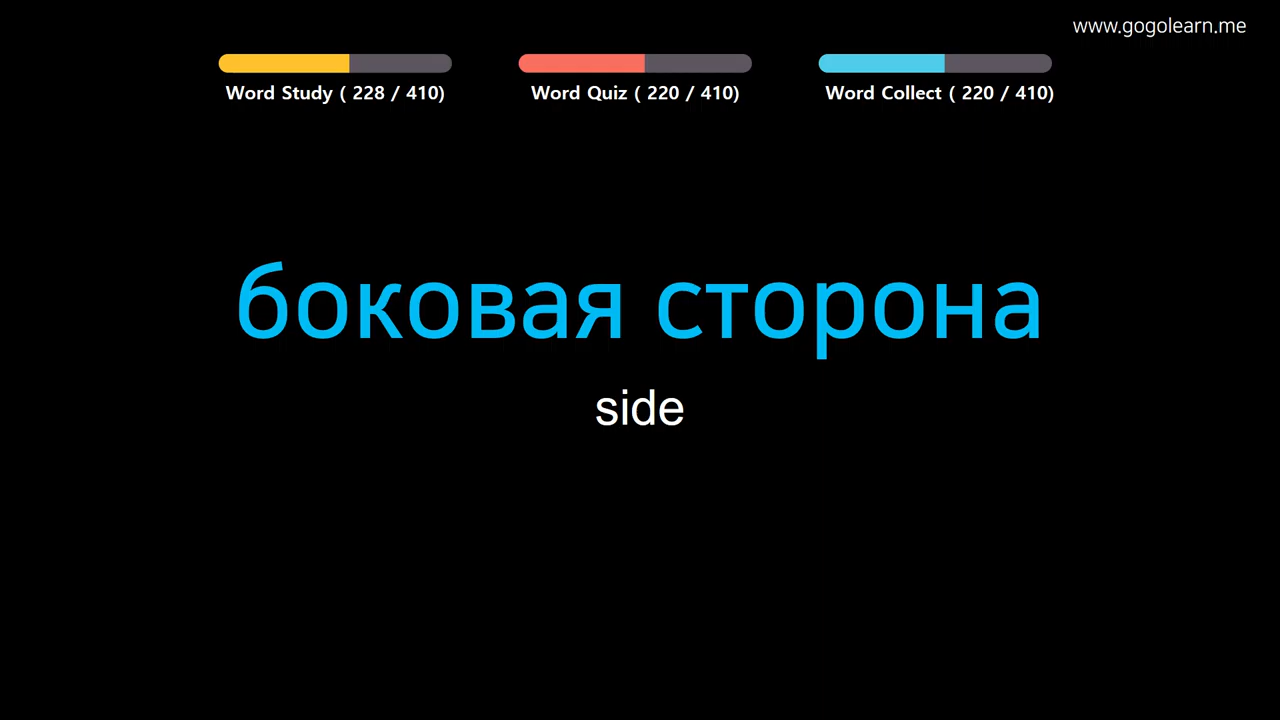 www.gogolearn.me
Word Study ( 228 / 410)
Word Quiz ( 220 / 410)
Word Collect ( 220 / 410)
боковая сторона
side